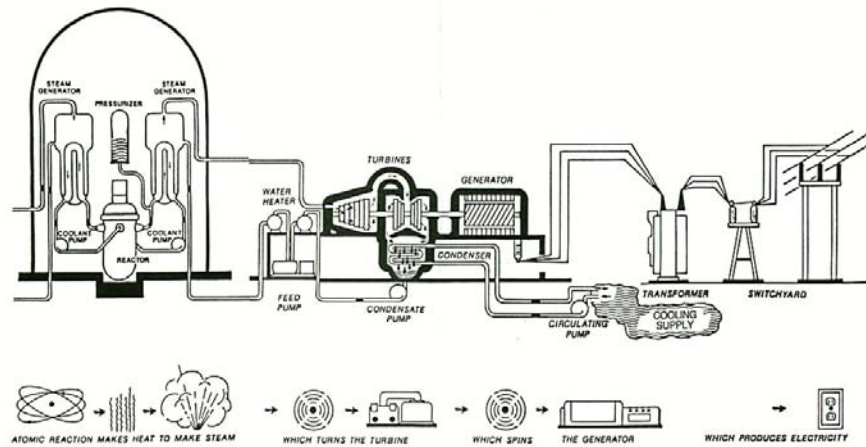 STEAM
GENERATOR
STEAM
GENERATOR
PRESSURIZER
COOLANT
PUMP
COOLANT
PUMP
REACTOR
TURBINES
GENERATOR
WATER
HEATER
CONDENSER
FEED
PUMP
CONDENSATE
PUMP
CIRCULATING
PUMP
COOLING
SUPPLY
TRANSFORMER
SWITCHYARD
ATOMIC REACTION MAKES HEAT TO MAKE STEAM
WHICH TURNS THE TURBINE
WHICH SPINS
THE GENERATOR
WHICH PRODUCES ELECTRICITY